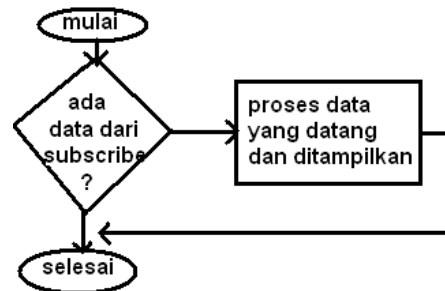 mulai
ada
data dari
subscribe
?
proses data
yang datang
dan ditampilkan
selesai